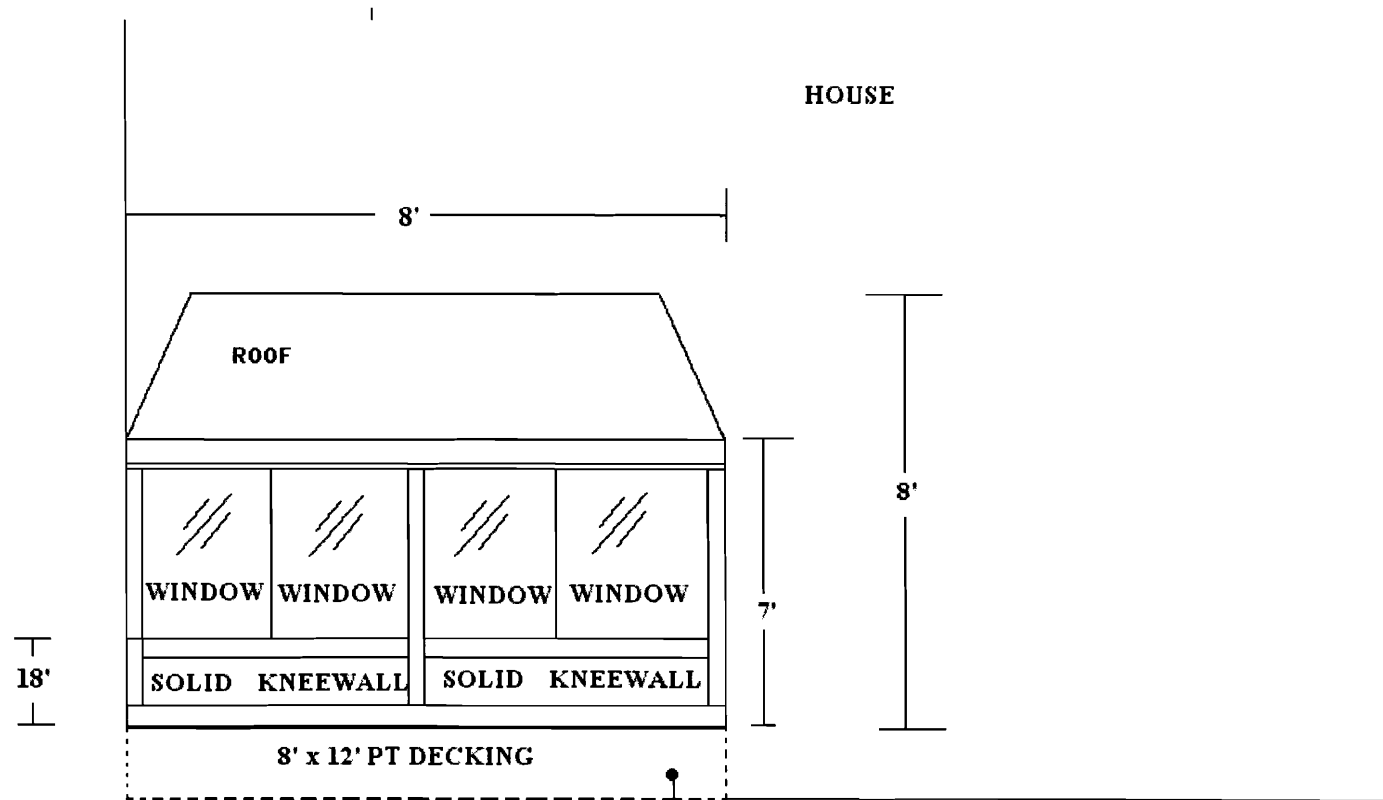 HOUSE
8'
ROOF
8'
WINDOW WINDOW WINDOW WINDOW
7'
18'
SOLID KNEEWALL SOLID KNEEWALL
8' x 12' PT DECKING